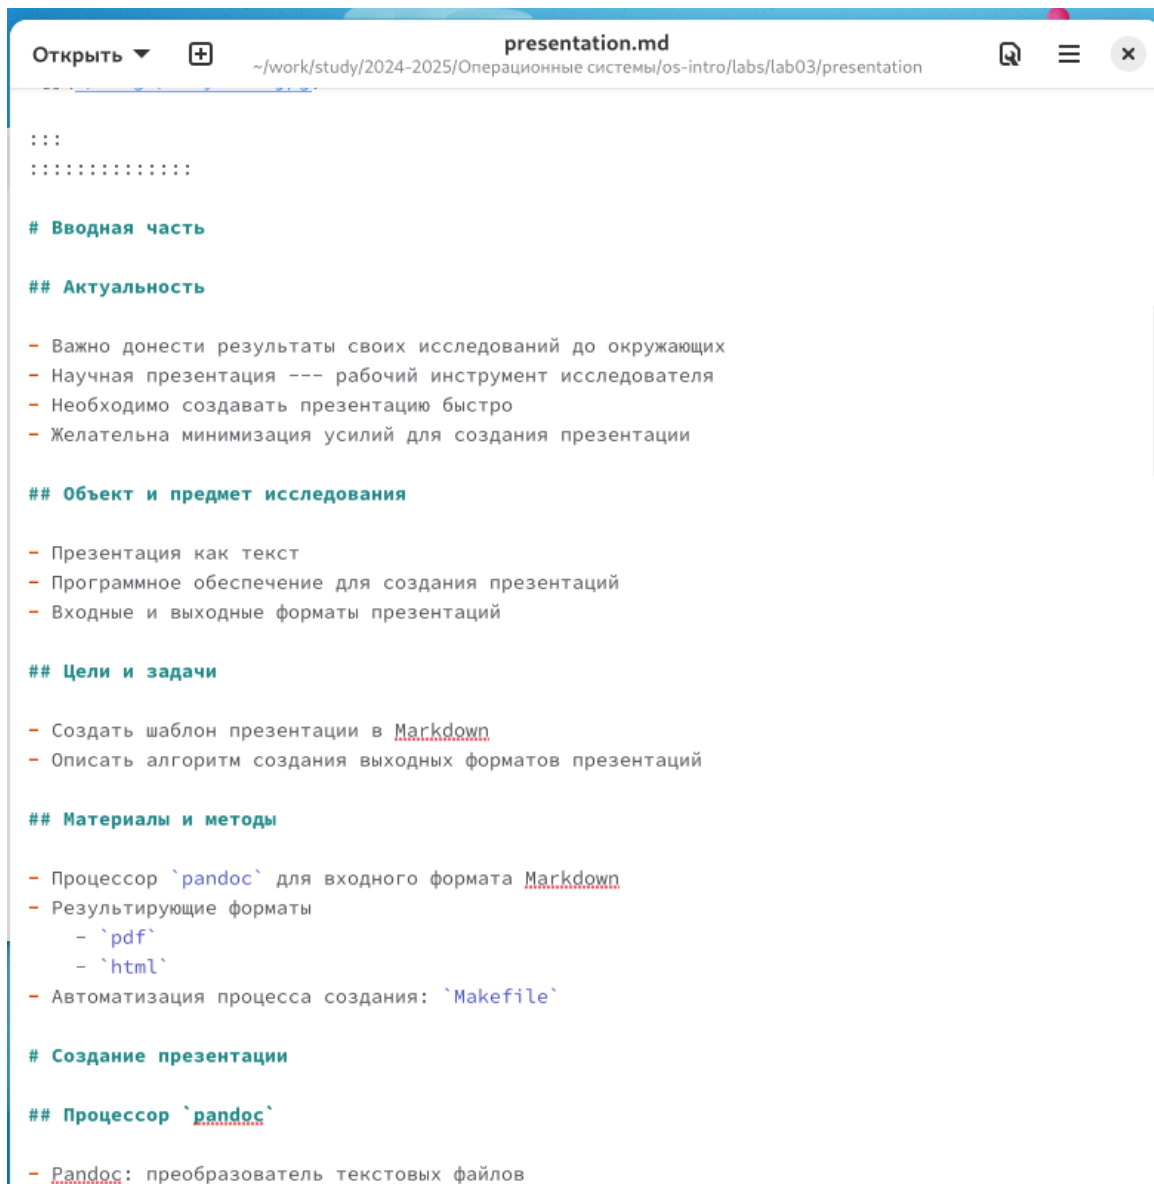 Открыть
presentation.md
~/work/study/2024-2025/Операционные системы/os-intro/labs/lab03/presentation
:::
::::::::::::::
# Вводная часть
## Актуальность
- Важно донести результаты своих исследований до окружающих
- Научная презентация --- рабочий инструмент исследователя
- Необходимо создавать презентацию быстро
- Желательна минимизация усилий для создания презентации
## Объект и предмет исследования
- Презентация как текст
- Программное обеспечение для создания презентаций
- Входные и выходные форматы презентаций
## Цели и задачи
- Создать шаблон презентации в Markdown
- Описать алгоритм создания выходных форматов презентаций
## Материалы и методы
- Процессор `pandoc` для входного формата Markdown
- Результирующие форматы
    - `pdf`
    - `html`
- Автоматизация процесса создания: `Makefile`
# Создание презентации
## Процессор `pandoc`
- Pandoc: преобразователь текстовых файлов